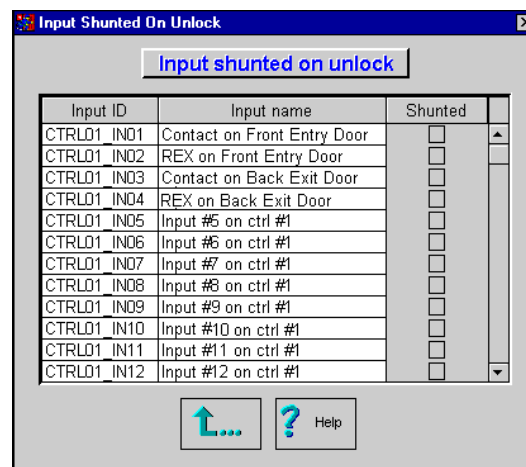 Input Shunted On Unlock
Input shunted on unlock
Input ID Input name Shunted
CTRL01_IN01 Contact on Front Entry Door
CTRL01_IN02 REX on Front Entry Door
CTRL01_IN03 Contact on Back Exit Door
CTRL01_IN04 REX on Back Exit Door
CTRL01_IN05 Input #5 on ctrl #1
CTRL01_IN06 Input #6 on ctrl #1
CTRL01_IN07 Input #7 on ctrl #1
CTRL01_IN08 Input #8 on ctrl #1
CTRL01_IN09 Input #9 on ctrl #1
CTRL01_IN10 Input #10 on ctrl #1
CTRL01_IN11 Input #11 on ctrl #1
CTRL01_IN12 Input #12 on ctrl #1
... ? Help